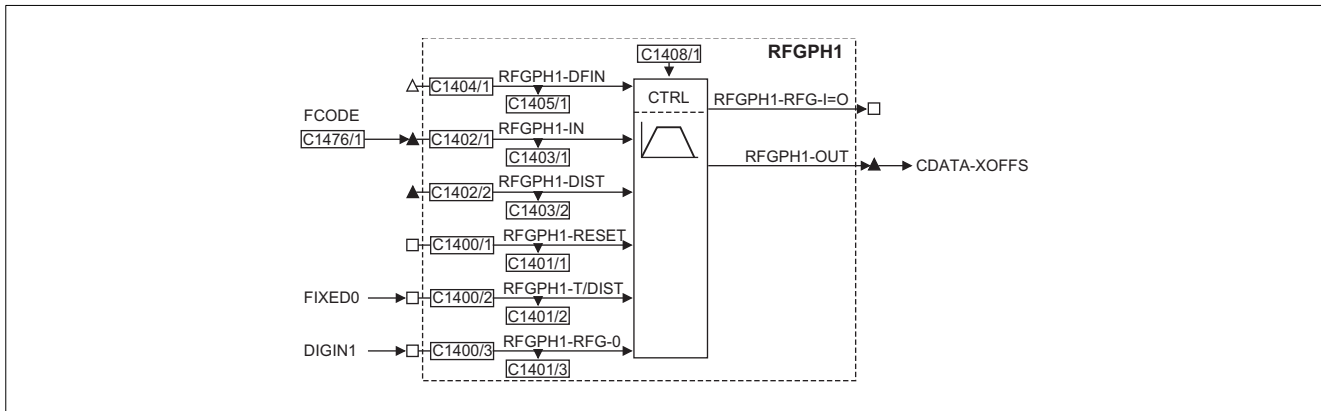 C1408/1
RFGPH1
C1404/1
RFGPH1-DFIN
C1405/1
CTRL
RFGPH1-RFG-I=O
FCODE
C1476/1
C1402/1
RFGPH1-IN
C1403/1
RFGPH1-OUT
CDATA-XOFFS
C1402/2
RFGPH1-DIST
C1403/2
C1400/1
RFGPH1-RESET
C1401/1
FIXED0
C1400/2
RFGPH1-T/DIST
C1401/2
DIGIN1
C1400/3
RFGPH1-RFG-0
C1401/3